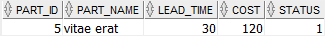 PART_ID PART_NAME LEAD_TIME COST STATUS
5 vitae erat 30 120 1